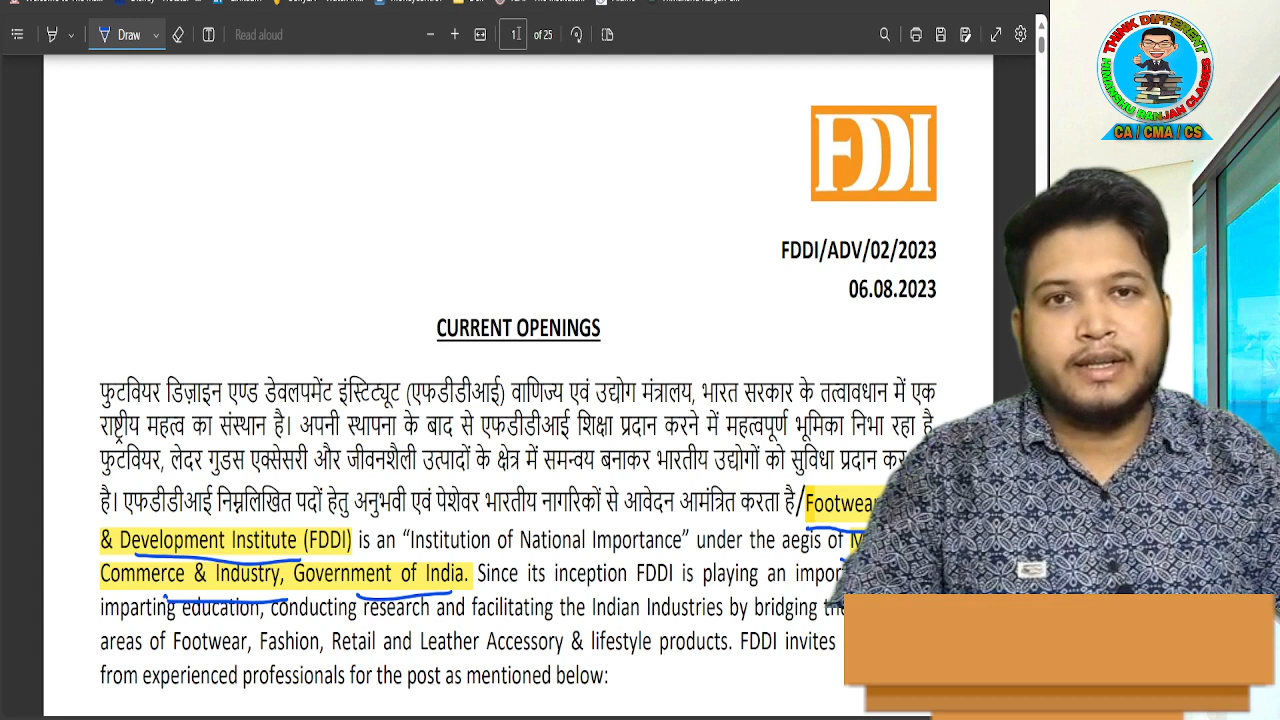 Draw
Read aloud
1
of 25
THINK DIFFERENT
HIMANSHU RANJAN CLASSES
CA / CMA / CS
FDDI
FDDI/ADV/02/2023
06.08.2023
CURRENT OPENINGS
फुटवियर डिज़ाइन एण्ड डेवलपमेंट इंस्टिट्यूट (एफडीडीआई) वाणिज्य एवं उद्योग मंत्रालय, भारत सरकार के तत्वावधान में एक
राष्ट्रीय महत्व का संस्थान है। अपनी स्थापना के बाद से एफडीडीआई शिक्षा प्रदान करने में महत्वपूर्ण भूमिका निभा रहा है
फुटवियर, लेदर गुडस एक्सेसरी और जीवनशैली उत्पादों के क्षेत्र में समन्वय बनाकर भारतीय उद्योगों को सुविधा प्रदान कर
है। एफडीडीआई निम्नलिखित पदों हेतु अनुभवी एवं पेशेवर भारतीय नागरिकों से आवेदन आमंत्रित करता है/Footwear
& Development Institute (FDDI) is an “Institution of National Importance” under the aegis of
Commerce & Industry, Government of India. Since its inception FDDI is playing an
imparting education, conducting research and facilitating the Indian Industries by bridging
areas of Footwear, Fashion, Retail and Leather Accessory & lifestyle products. FDDI invites
from experienced professionals for the post as mentioned below: